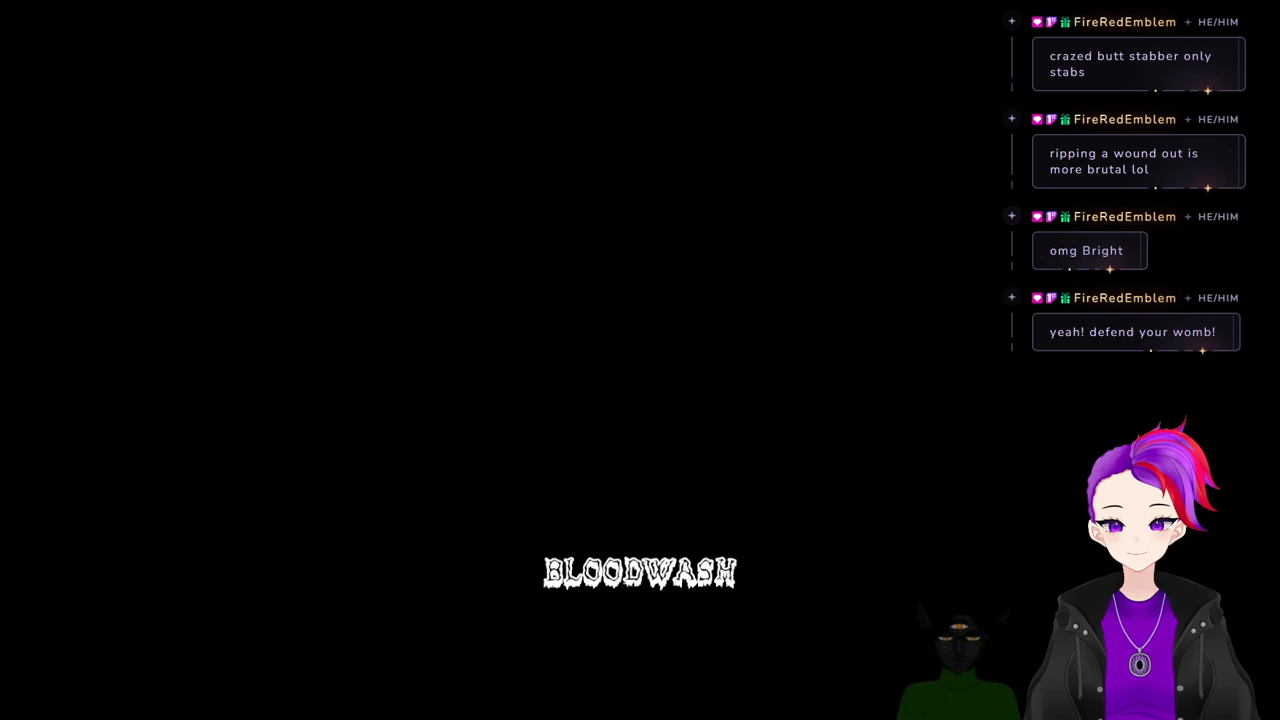 FireRedEmblem HE/HIM
crazed butt stabber only
stabs
FireRedEmblem HE/HIM
ripping a wound out is
more brutal lol
FireRedEmblem HE/HIM
omg Bright
FireRedEmblem HE/HIM
yeah! defend your womb!
BLOODWASH